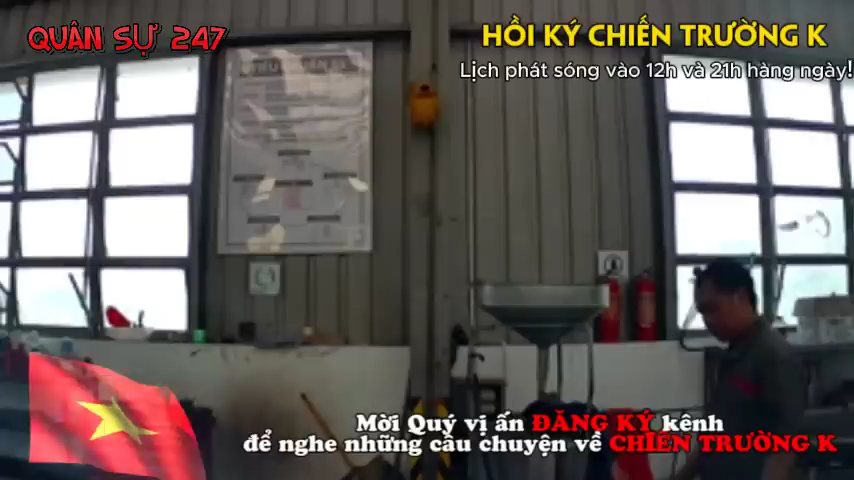 QUÂN SỰ 247
HỒI KÝ CHIẾN TRƯỜNG K
Lịch phát sóng vào 12h và 21h hàng ngày!
Mời Quý vị ấn ĐĂNG KÝ kênh
để nghe những câu chuyện về CHIẾN TRƯỜNG K